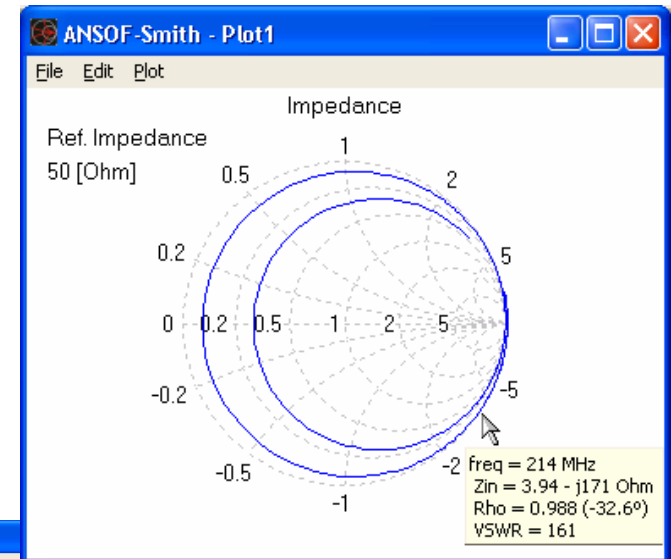 ANSOF-Smith - Plot1
File Edit Plot
Impedance
Ref. Impedance
50 [Ohm]
1
0.5
2
0.2
5
0 0.2 0.5 1 2 5
-0.2
-5
-0.5
-2
-1
freq = 214 MHz
Zin = 3.94 - j171 Ohm
Rho = 0.988 (-32.6º)
VSWR = 161